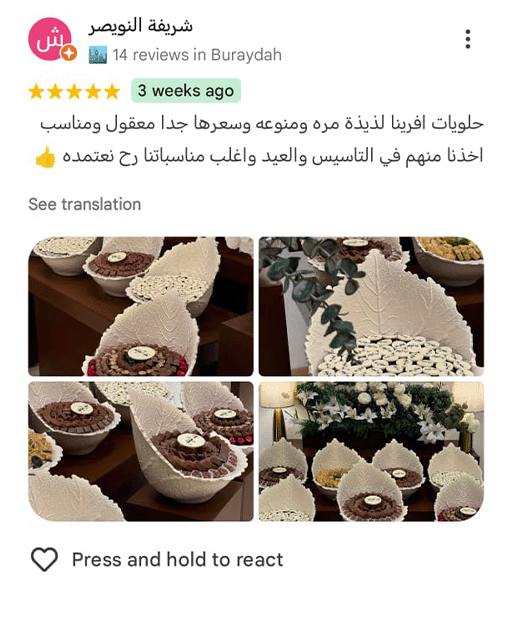 شريفة النويصر
14 reviews in Buraydah
3 weeks ago
حلويات افرينا لذيذة مره ومنوعه وسعرها جدا معقول ومناسب
اخذنا منهم في التاسيس والعيد واغلب مناسباتنا رح نعتمده 👍
See translation
Press and hold to react